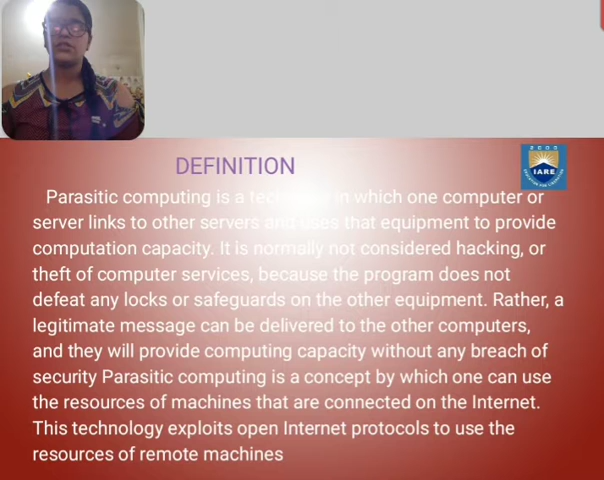 DEFINITION
2000
IARE
EDUCATION FOR LIBERATION
Parasitic computing is a technique in which one computer or
server links to other servers and uses that equipment to provide
computation capacity. It is normally not considered hacking, or
theft of computer services, because the program does not
defeat any locks or safeguards on the other equipment. Rather, a
legitimate message can be delivered to the other computers,
and they will provide computing capacity without any breach of
security Parasitic computing is a concept by which one can use
the resources of machines that are connected on the Internet.
This technology exploits open Internet protocols to use the
resources of remote machines